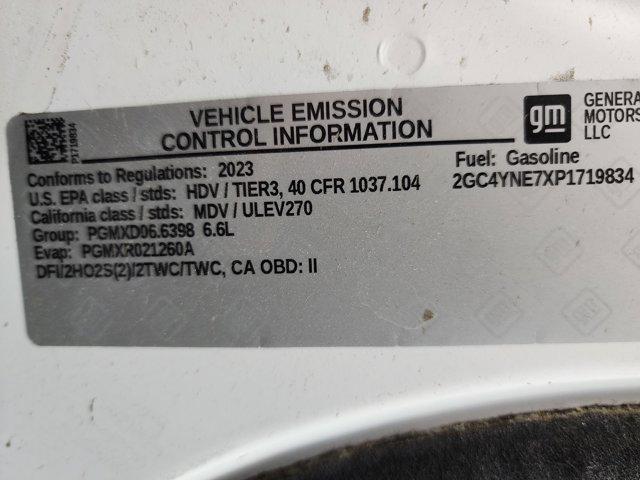 VEHICLE EMISSION
CONTROL INFORMATION
gm
GENERAL
MOTORS
LLC
P1719834
Conforms to Regulations: 2023
Fuel: Gasoline
U.S. EPA class / stds: HDV / TIER3, 40 CFR 1037.104
2GC4YNE7XP1719834
California class / stds: MDV / ULEV270
Group: PGMXD06.6398 6.6L
Evap: PGMXR021260A
DFI/2HO2S(2)/2TWC/TWC, CA OBD: II